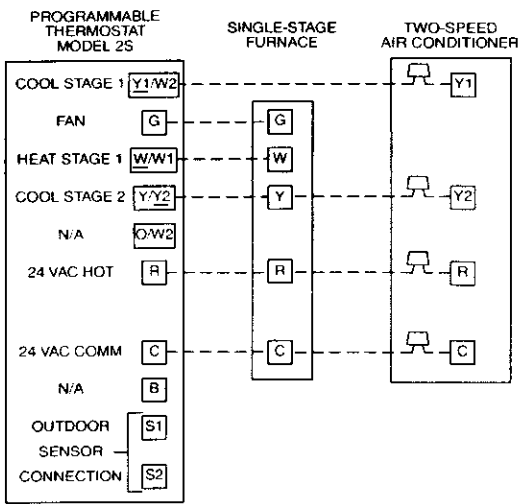 PROGRAMMABLE
THERMOSTAT
MODEL 2S
SINGLE-STAGE
FURNACE
TWO-SPEED
AIR CONDITIONER
COOL STAGE 1 Y1/W2 Y1
FAN G G
HEAT STAGE 1 W/W1 W
COOL STAGE 2 Y/Y2 Y Y2
N/A O/W2
24 VAC HOT R R R
24 VAC COMM C C C
N/A B
OUTDOOR S1
SENSOR
CONNECTION S2